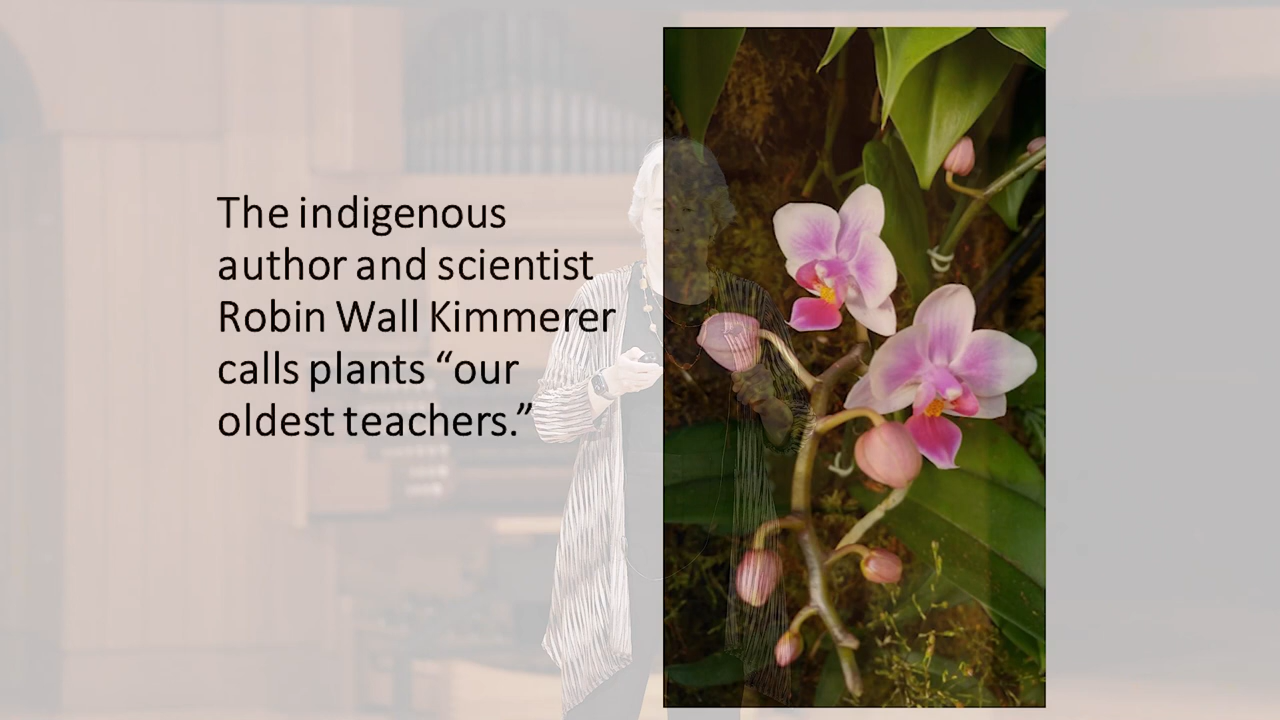 The indigenous
author and scientist
Robin Wall Kimmerer
calls plants “our
oldest teachers.”